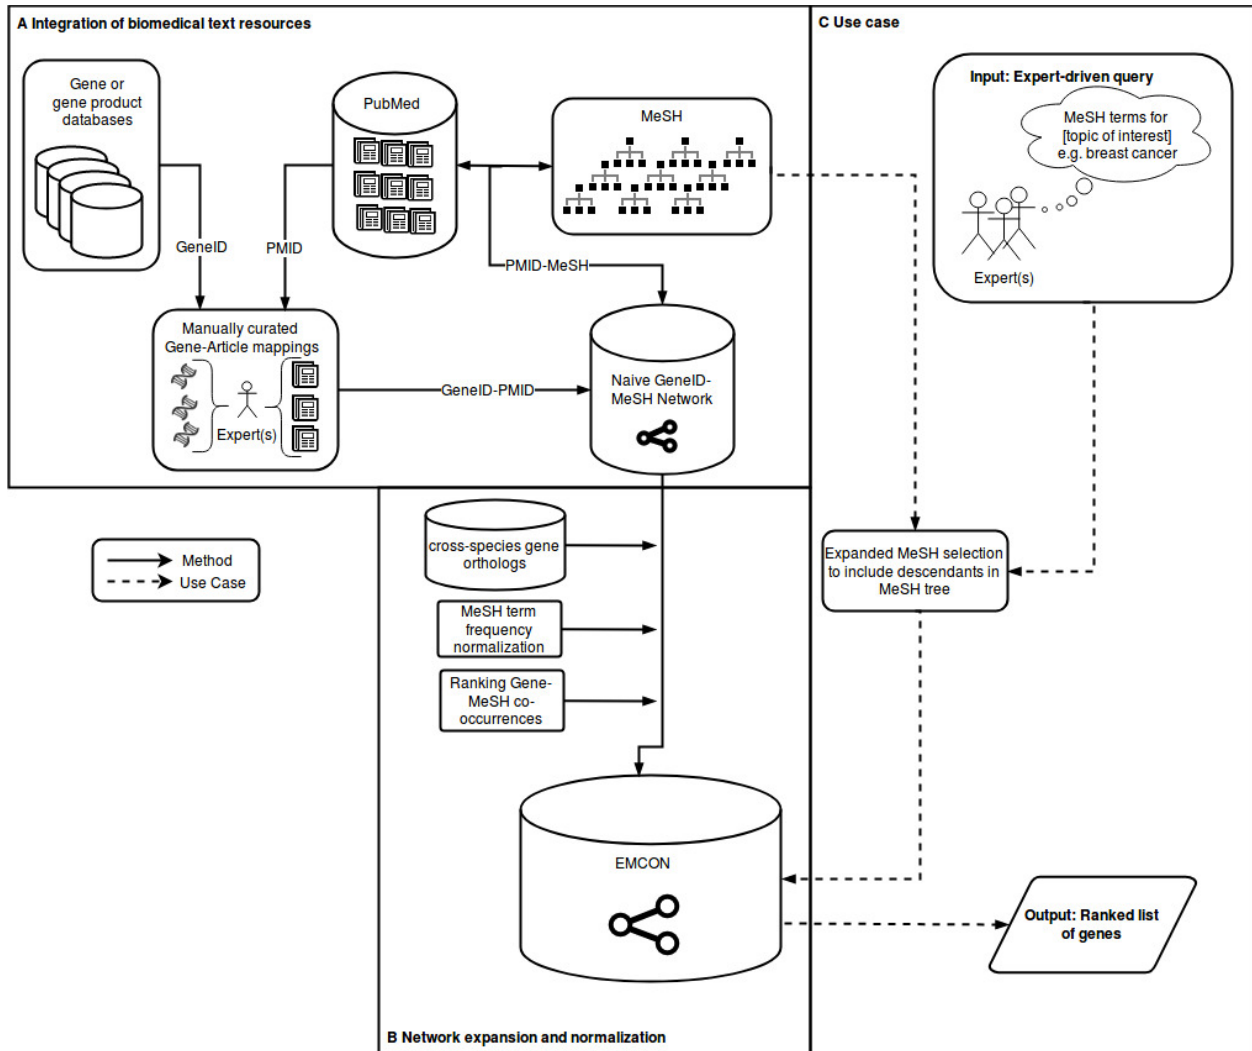 A Integration of biomedical text resources
Gene or
gene product
databases
PubMed
MeSH
GeneID
PMID
PMID-MeSH
Manually curated
Gene-Article mappings
Expert(s)
GeneID-PMID
Naive GeneID-
MeSH Network
C Use case
Input: Expert-driven query
MeSH terms for
[topic of interest]
e.g. breast cancer
Expert(s)
Expanded MeSH selection
to include descendants in
MeSH tree
Method
Use Case
cross-species gene
orthologs
MeSH term
frequency
normalization
Ranking Gene-
MeSH co-
occurrences
EMCON
Output: Ranked list
of genes
B Network expansion and normalization